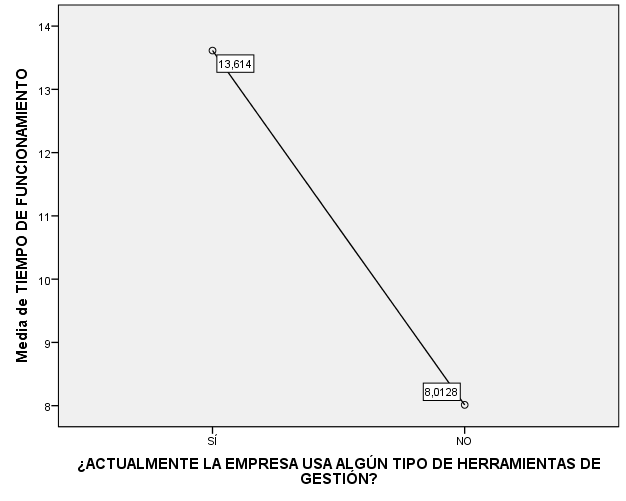 14
13
12
11
10
9
8
Media de TIEMPO DE FUNCIONAMIENTO
13,614
8,0128
SÍ
NO
¿ACTUALMENTE LA EMPRESA USA ALGÚN TIPO DE HERRAMIENTAS DE
GESTIÓN?